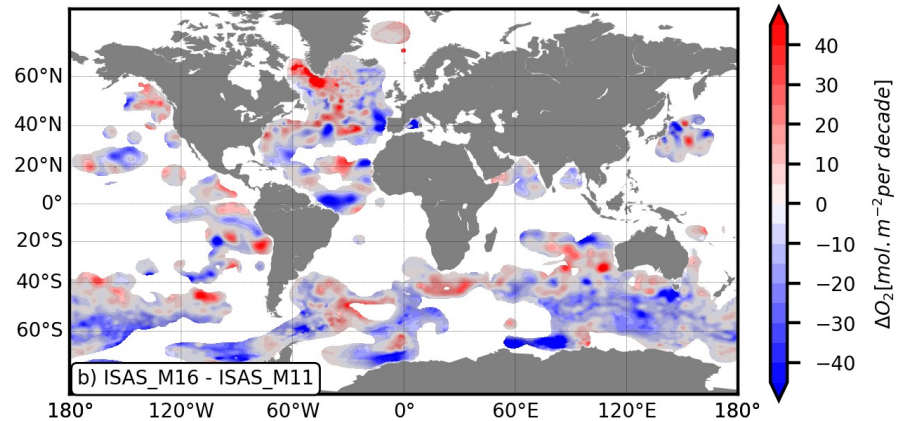 60°N
40°N
20°N
0°
20°S
40°S
60°S
180°
120°W
60°W
0°
60°E
120°E
180°
b) ISAS_M16 - ISAS_M11
40
30
20
10
0
−10
−20
−30
−40
ΔO₂[mol. m⁻²per decade]